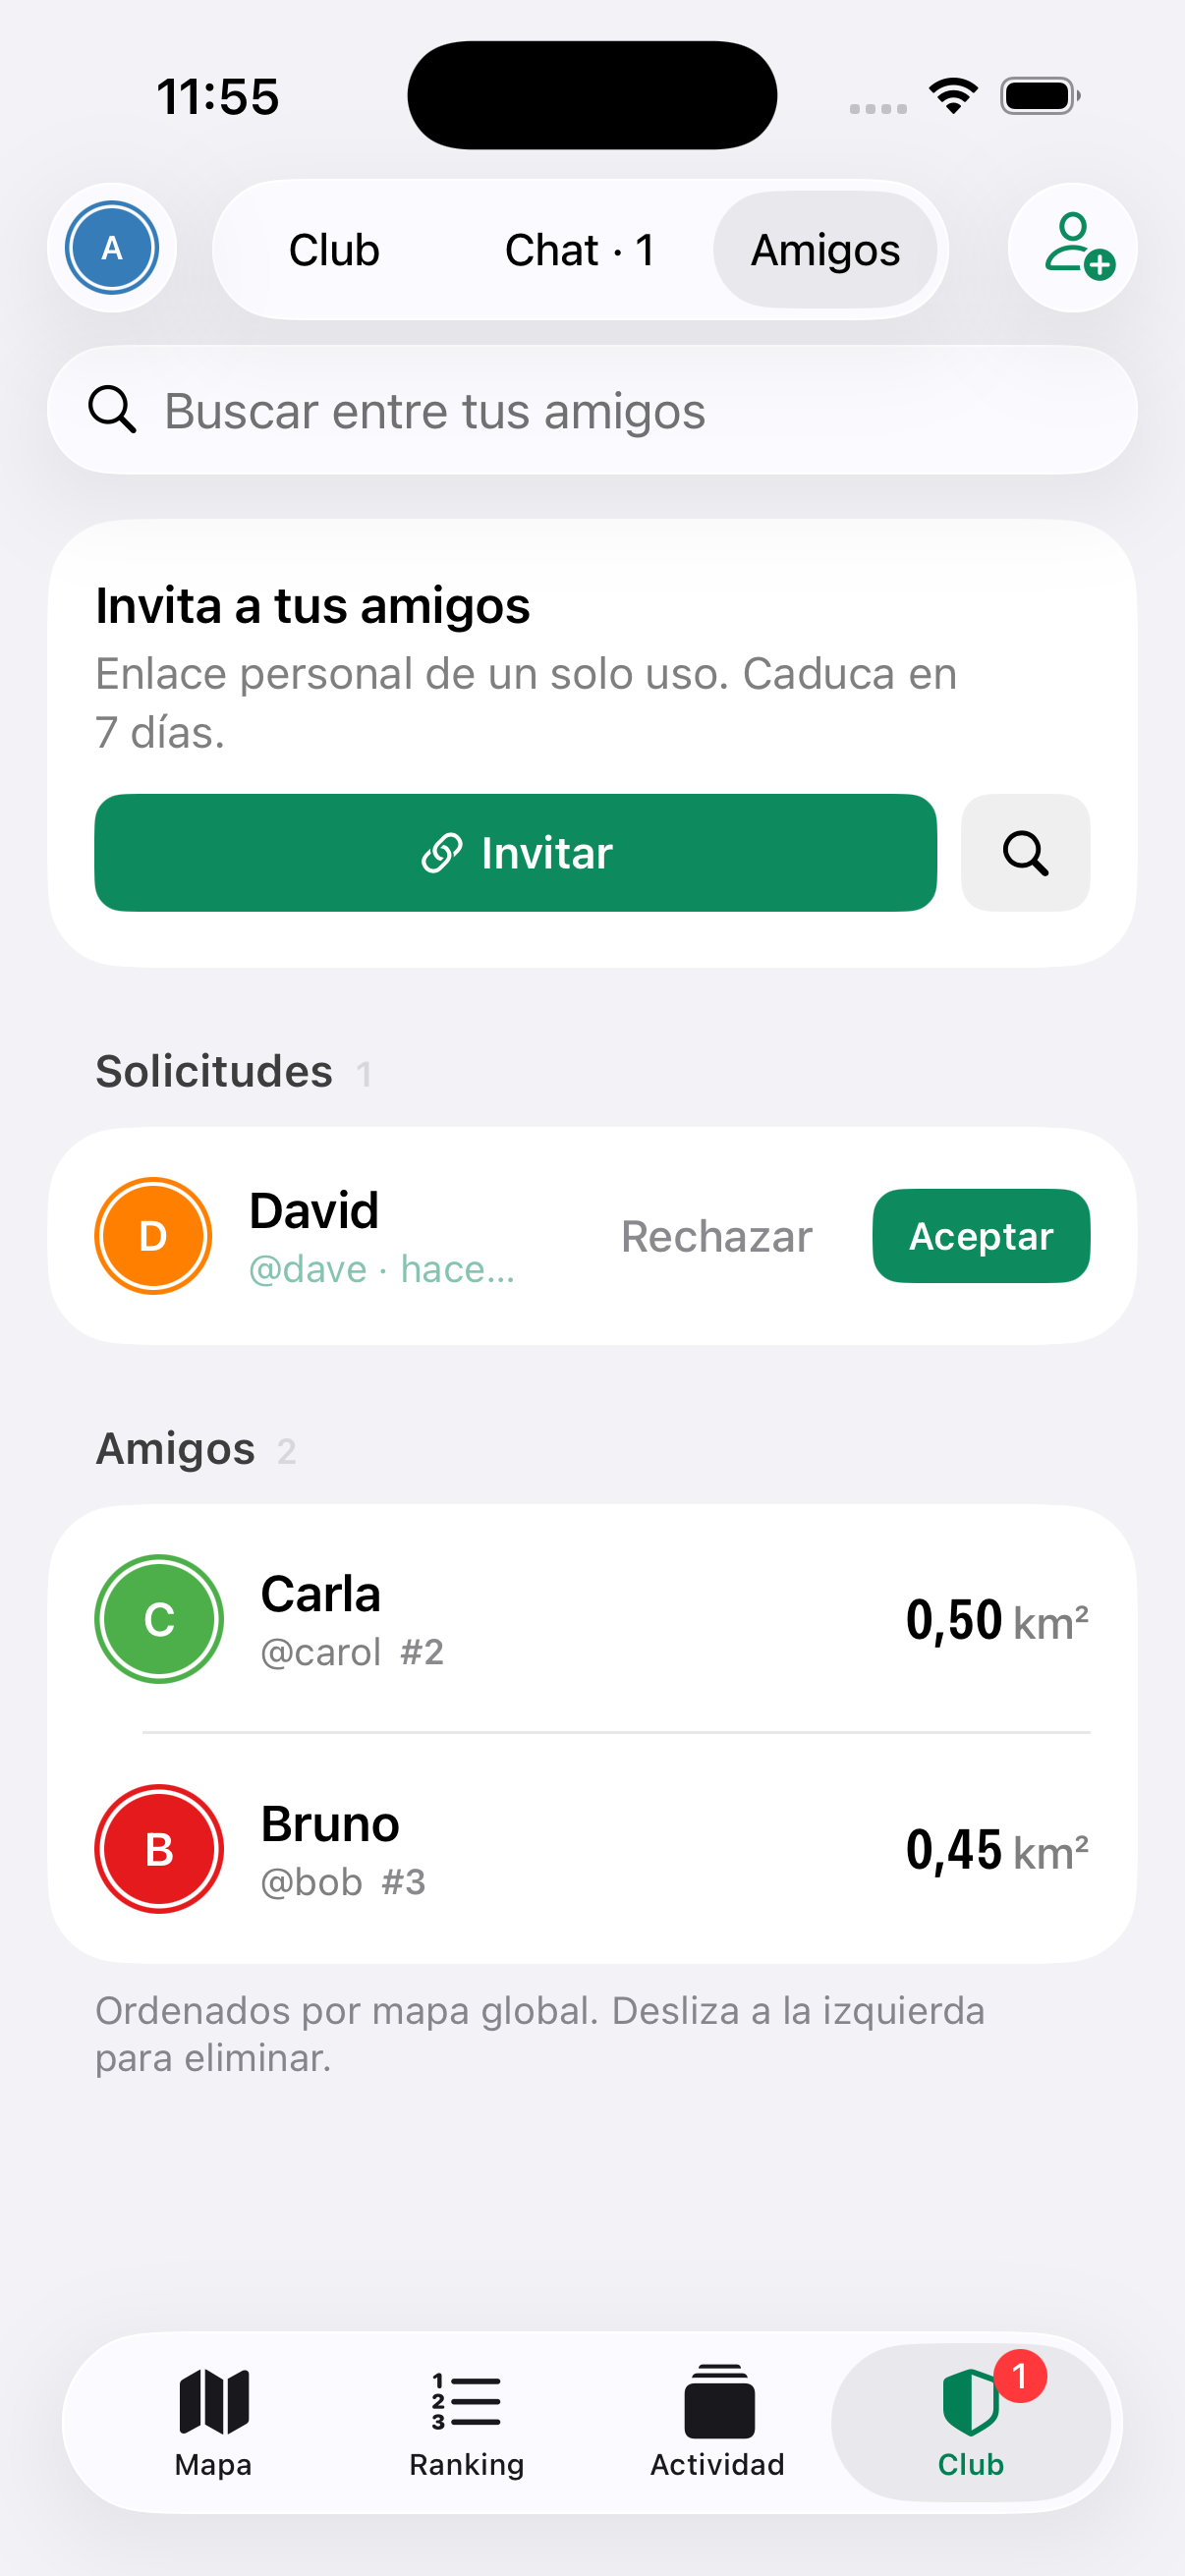 11:55
A
Club
Chat · 1
Amigos
Buscar entre tus amigos
Invita a tus amigos
Enlace personal de un solo uso. Caduca en
7 días.
Invitar
Solicitudes 1
D
David
@dave · hace...
Rechazar
Aceptar
Amigos 2
C
Carla
@carol #2
0,50 km²
B
Bruno
@bob #3
0,45 km²
Ordenados por mapa global. Desliza a la izquierda
para eliminar.
1
2
3
1
Mapa
Ranking
Actividad
Club